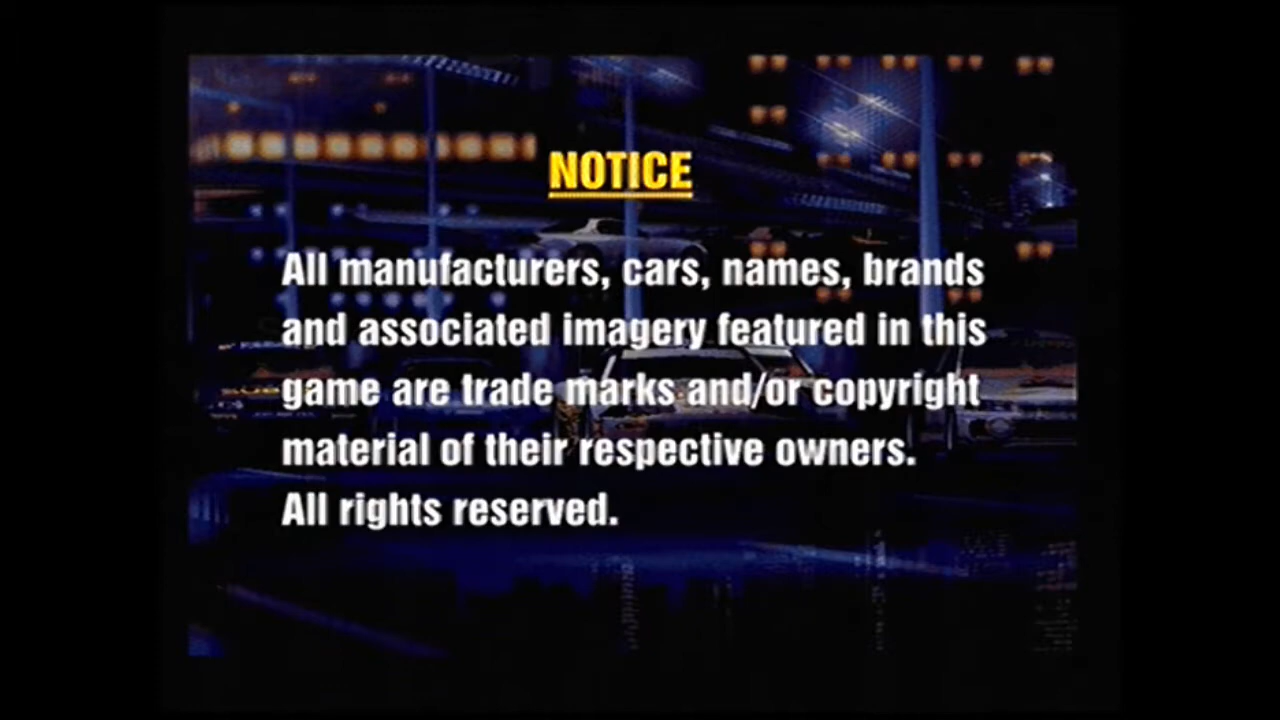 NOTICE
All manufacturers, cars, names, brands
and associated imagery featured in this
game are trade marks and/or copyright
material of their respective owners.
All rights reserved.